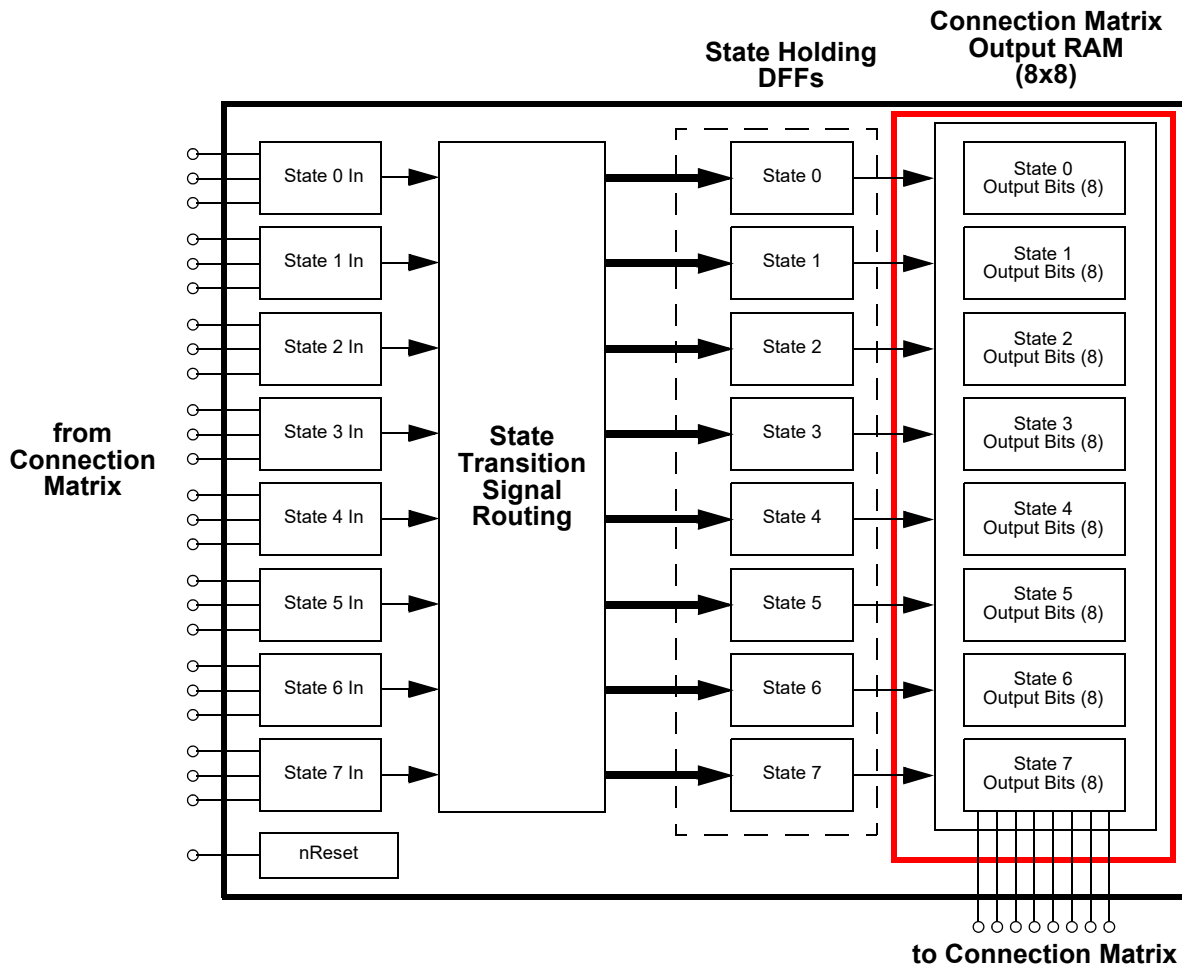 Connection Matrix
Output RAM
(8x8)
State Holding
DFFs
from
Connection
Matrix
State 0 In
State 1 In
State 2 In
State 3 In
State 4 In
State 5 In
State 6 In
State 7 In
nReset
State
Transition
Signal
Routing
State 0
State 1
State 2
State 3
State 4
State 5
State 6
State 7
State 0
Output Bits (8)
State 1
Output Bits (8)
State 2
Output Bits (8)
State 3
Output Bits (8)
State 4
Output Bits (8)
State 5
Output Bits (8)
State 6
Output Bits (8)
State 7
Output Bits (8)
to Connection Matrix